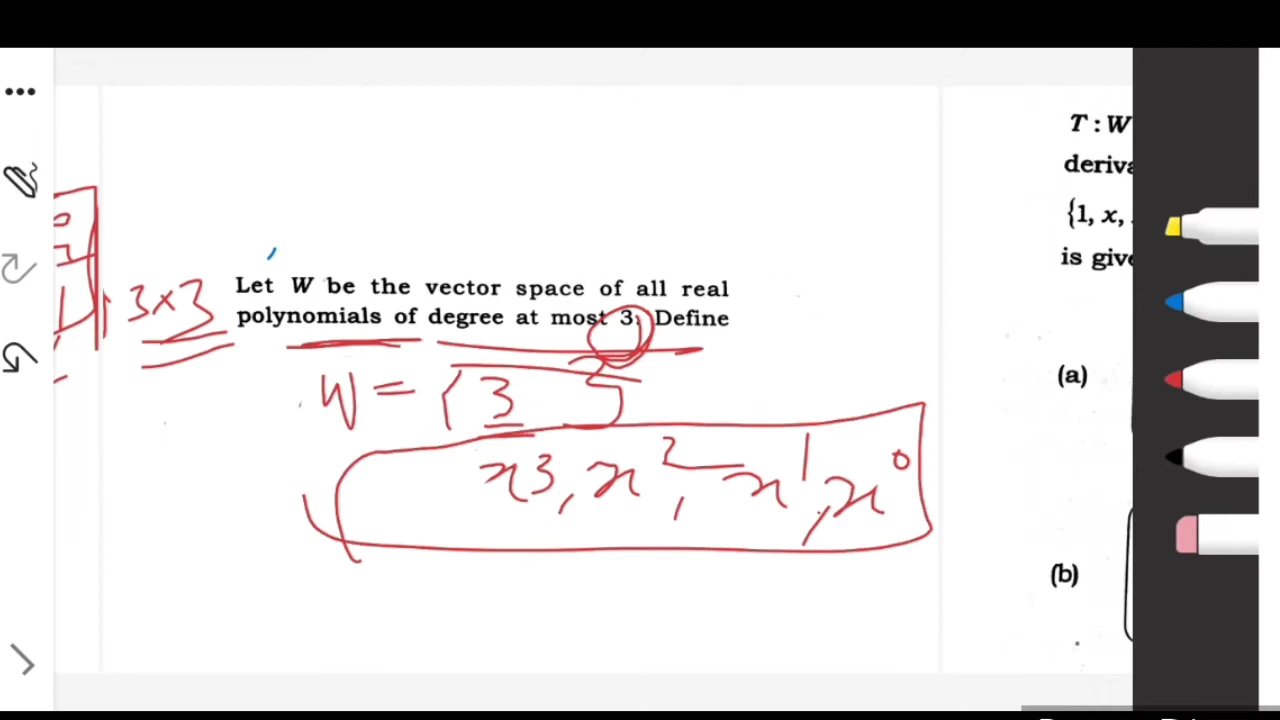 3×3
Let W be the vector space of all real
polynomials of degree at most 3. Define
W = { 3 }
x³, x², x¹, x⁰
T : W
deriva
{1, x,
is give
(a)
(b)